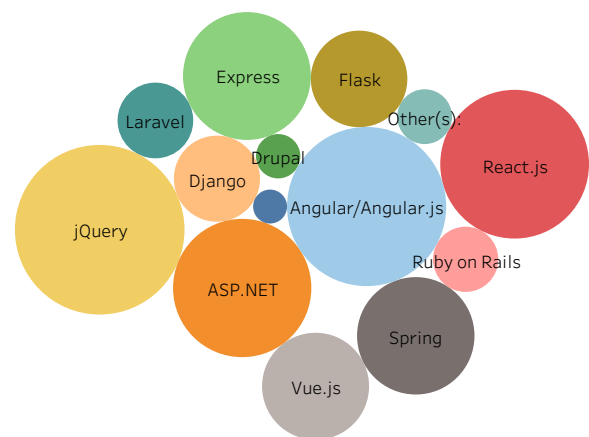 Express
Flask
Laravel
Other(s):
Drupal
React.js
Django
Angular/Angular.js
jQuery
Ruby on Rails
ASP.NET
Spring
Vue.js